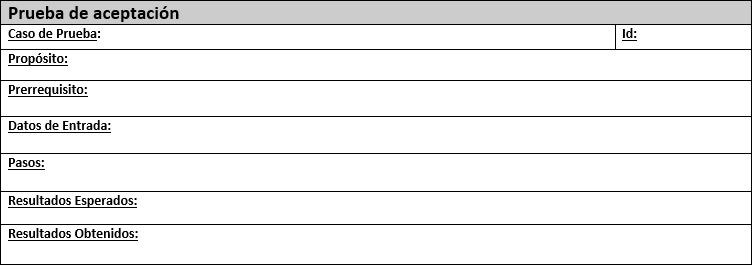 Prueba de aceptación
Caso de Prueba: Id:
Propósito:
Prerrequisito:
Datos de Entrada:
Pasos:
Resultados Esperados:
Resultados Obtenidos: